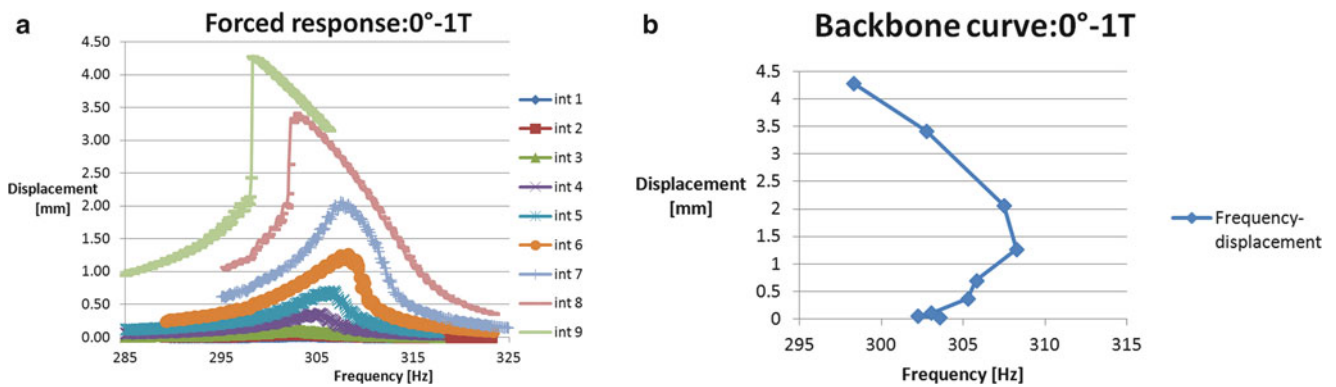 a
Forced response:0°-1T
4.50
4.00
3.50
3.00
2.50
2.00
1.50
1.00
0.50
0.00
Displacement
[mm]
285
295
305
315
325
Frequency [Hz]
int 1
int 2
int 3
int 4
int 5
int 6
int 7
int 8
int 9
b
Backbone curve:0°-1T
4.5
4
3.5
3
2.5
2
1.5
1
0.5
0
Displacement
[mm]
295
300
305
310
315
Frequency [Hz]
Frequency-
displacement